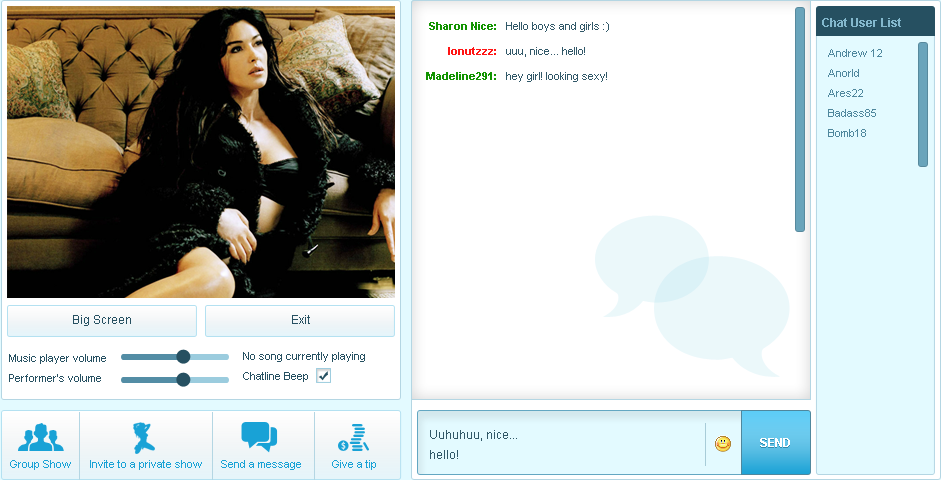 Big Screen
Exit
Music player volume
No song currently playing
Performer's volume
Chatline Beep
Group Show
Invite to a private show
Send a message
Give a tip
Sharon Nice: Hello boys and girls :)
Ionutzzz: uuu, nice... hello!
Madeline291: hey girl! looking sexy!
Uuhuhuu, nice...
hello!
SEND
Chat User List
Andrew 12
Anorld
Ares22
Badass85
Bomb18